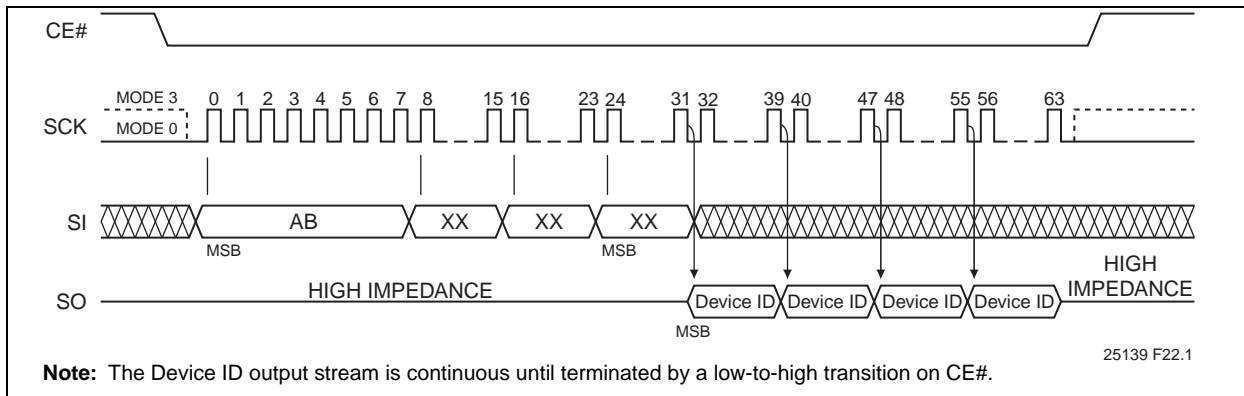 CE#
MODE 3
0 1 2 3 4 5 6 7 8 15 16 23 24 31 32 39 40 47 48 55 56 63
SCK
MODE 0
SI
AB
XX
XX
XX
MSB
MSB
HIGH IMPEDANCE
HIGH
IMPEDANCE
SO
Device ID
Device ID
Device ID
Device ID
MSB
25139 F22.1
Note: The Device ID output stream is continuous until terminated by a low-to-high transition on CE#.